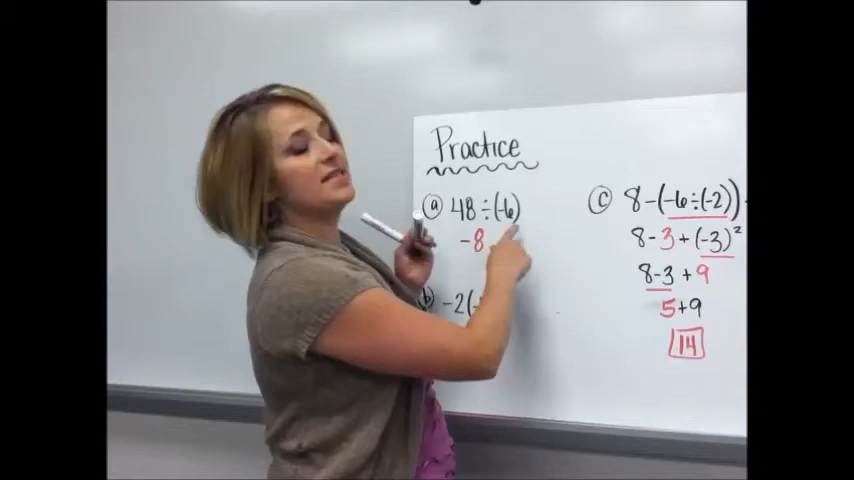 Practice
(a) 48÷(-6)
-8
(b) -2(-
(c) 8-(-6÷(-2))-
8-3+(-3)²
8-3+9
5+9
14